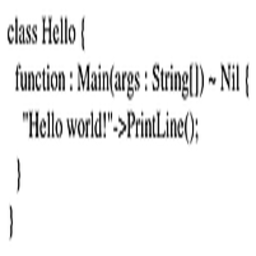 class Hello {
  function : Main(args : String[]) ~ Nil {
    "Hello world!"->PrintLine();
  }
}